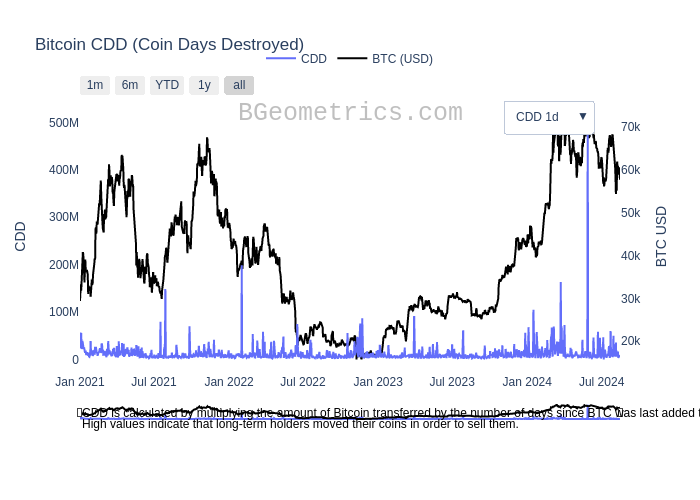 Bitcoin CDD (Coin Days Destroyed)
CDD BTC (USD)
1m 6m YTD 1y all
BGeometrics.com
CDD 1d ▼
500M
400M
300M
200M
100M
0
CDD
70k
60k
50k
40k
30k
20k
BTC USD
Jan 2021 Jul 2021 Jan 2022 Jul 2022 Jan 2023 Jul 2023 Jan 2024 Jul 2024
CDD is calculated by multiplying the amount of Bitcoin transferred by the number of days since BTC was last added t
High values indicate that long-term holders moved their coins in order to sell them.